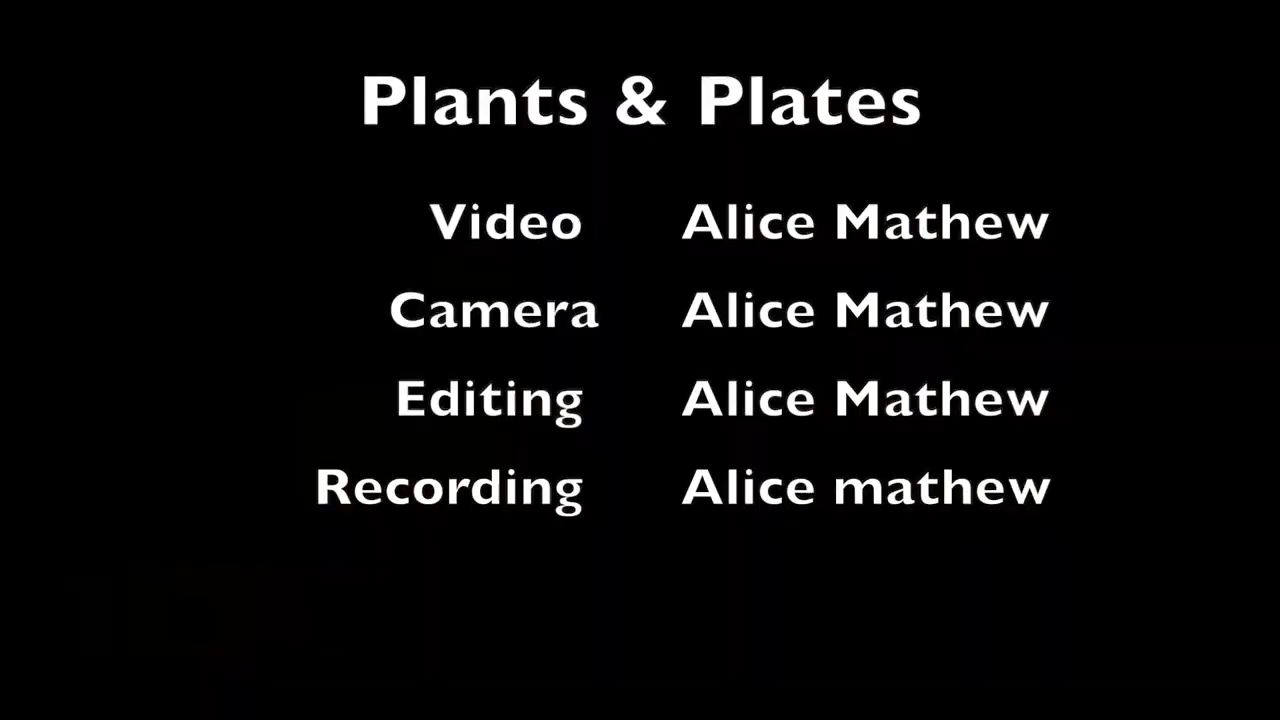 Plants & Plates
Video Alice Mathew
Camera Alice Mathew
Editing Alice Mathew
Recording Alice mathew